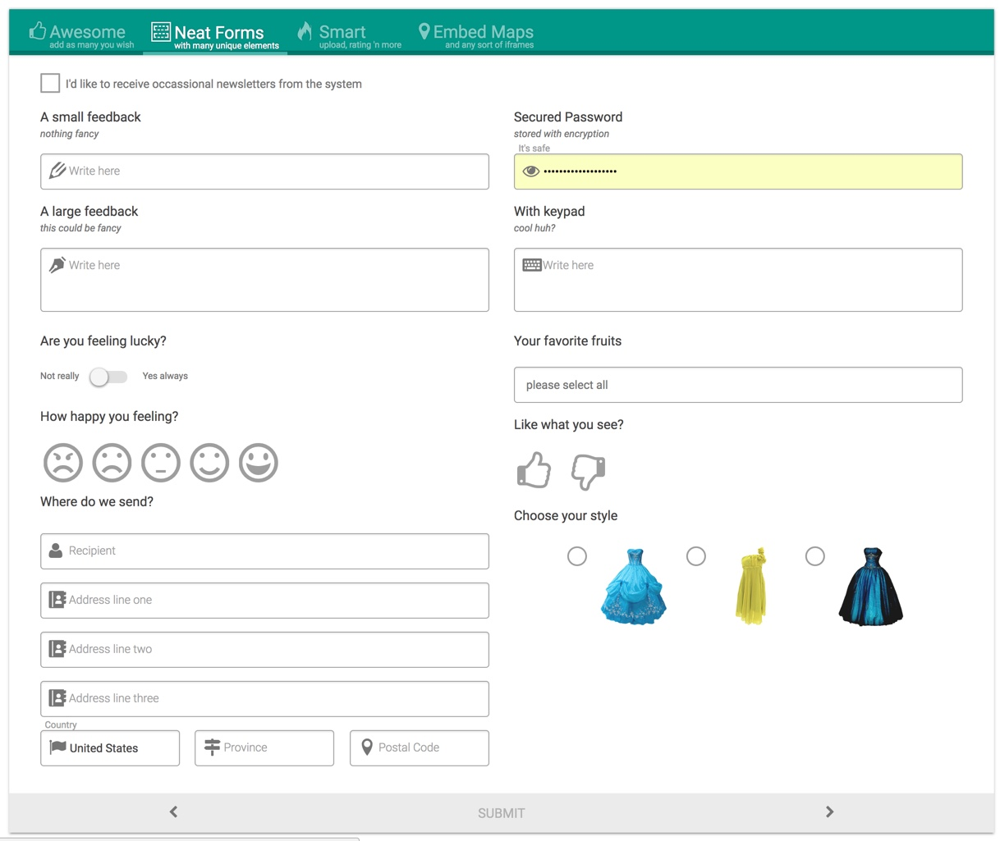 Awesome
add as many you wish
Neat Forms
with many unique elements
Smart
upload, rating 'n more
Embed Maps
and any sort of iframes
I'd like to receive occassional newsletters from the system
A small feedback
nothing fancy
Write here
Secured Password
stored with encryption
It's safe
•••••••••••••••••••
A large feedback
this could be fancy
Write here
With keypad
cool huh?
Write here
Are you feeling lucky?
Not really
Yes always
Your favorite fruits
please select all
How happy you feeling?
Like what you see?
Where do we send?
Choose your style
Recipient
Address line one
Address line two
Address line three
Country
United States
Province
Postal Code
SUBMIT